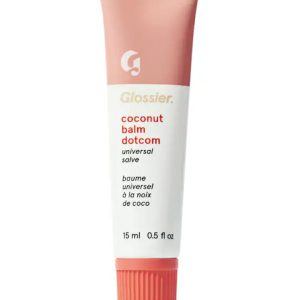 G
Glossier.
coconut
balm
dotcom
universal
salve
baume
universel
à la noix
de coco
15 ml 0.5 fl oz